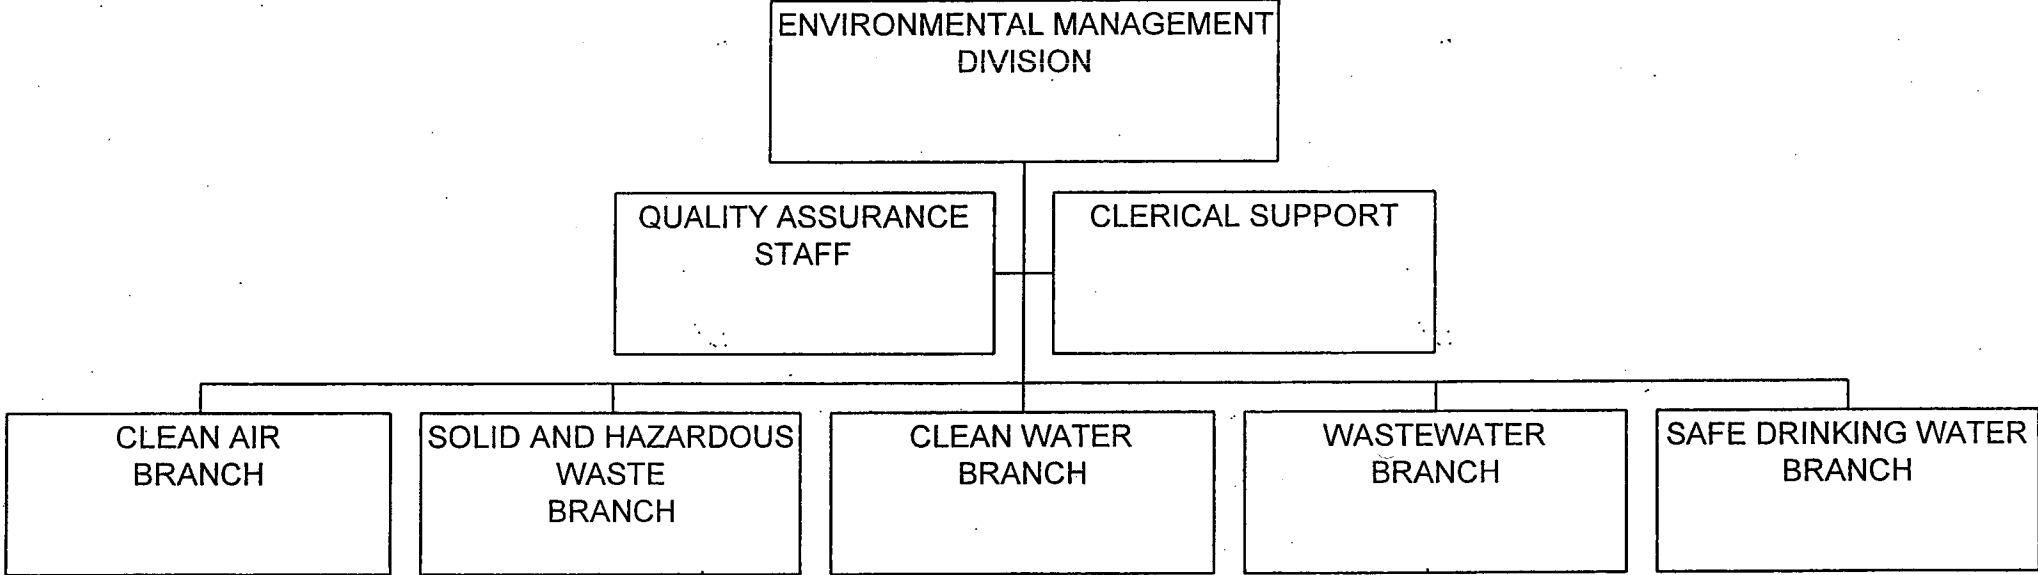 ENVIRONMENTAL MANAGEMENT
DIVISION
QUALITY ASSURANCE
STAFF
CLERICAL SUPPORT
CLEAN AIR
BRANCH
SOLID AND HAZARDOUS
WASTE
BRANCH
CLEAN WATER
BRANCH
WASTEWATER
BRANCH
SAFE DRINKING WATER
BRANCH